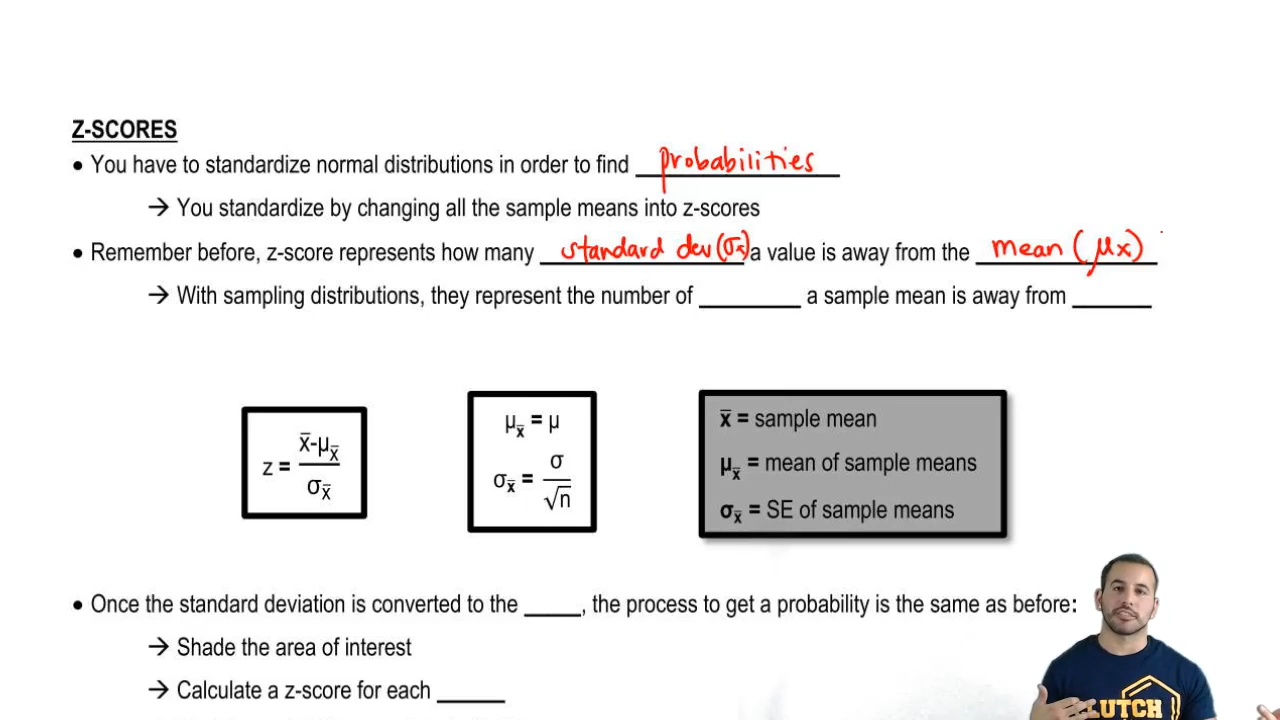 Z-SCORES
• You have to standardize normal distributions in order to find probabilities
→ You standardize by changing all the sample means into z-scores
• Remember before, z-score represents how many standard dev (σx̄) a value is away from the mean (μx)
→ With sampling distributions, they represent the number of ________ a sample mean is away from ______
z = x̄-μx̄ / σx̄
μx̄ = μ
σx̄ = σ / √n
x̄ = sample mean
μx̄ = mean of sample means
σx̄ = SE of sample means
• Once the standard deviation is converted to the ____, the process to get a probability is the same as before:
→ Shade the area of interest
→ Calculate a z-score for each _____
CLUTCH